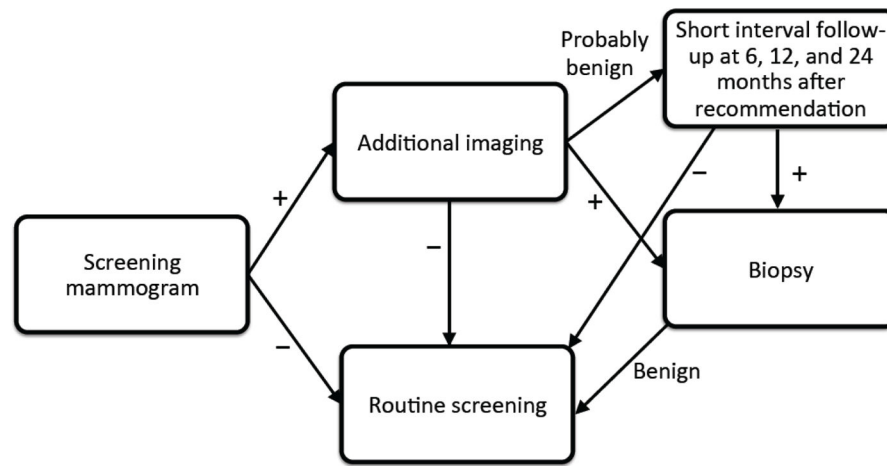 Short interval follow-
up at 6, 12, and 24
months after
recommendation
Probably
benign
Additional imaging
+
−
+
−
+
Screening
mammogram
Biopsy
−
Benign
Routine screening